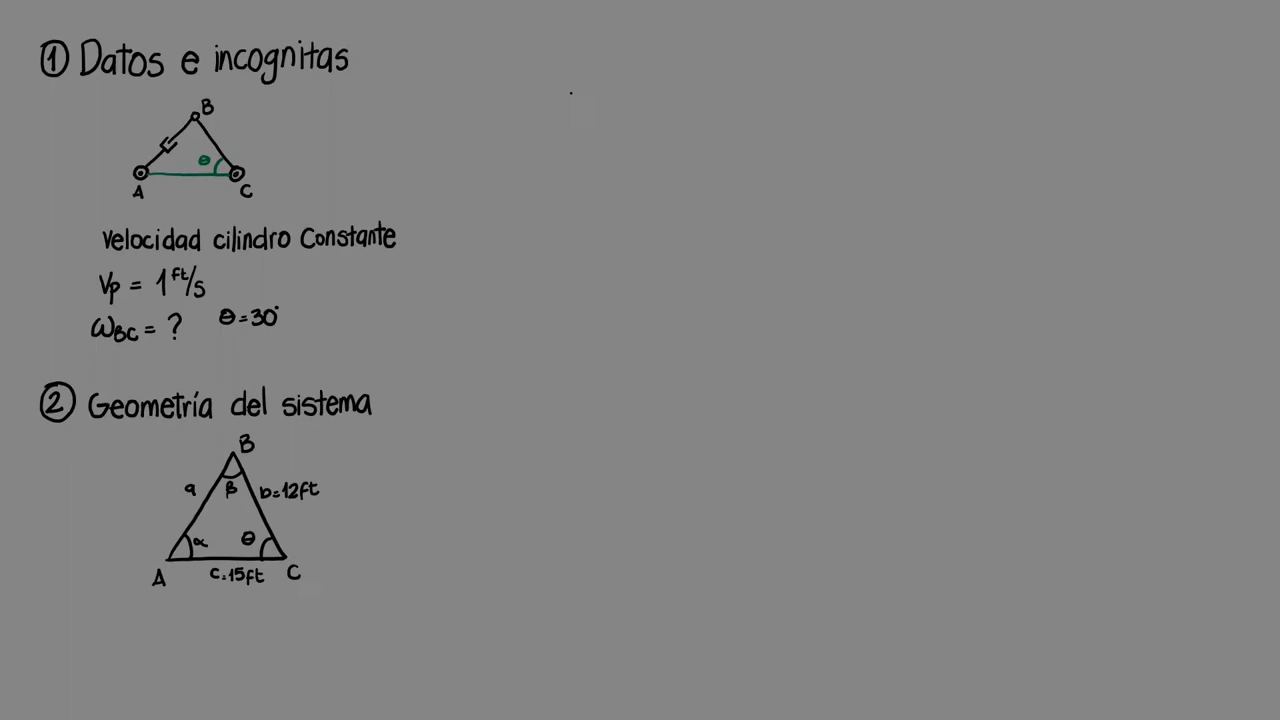 ① Datos e incognitas
B
θ
A C
Velocidad cilindro Constante
Vp = 1 ft/s
ωBC = ? θ=30°
② Geometría del sistema
B
a β b=12ft
α θ
A c=15ft C